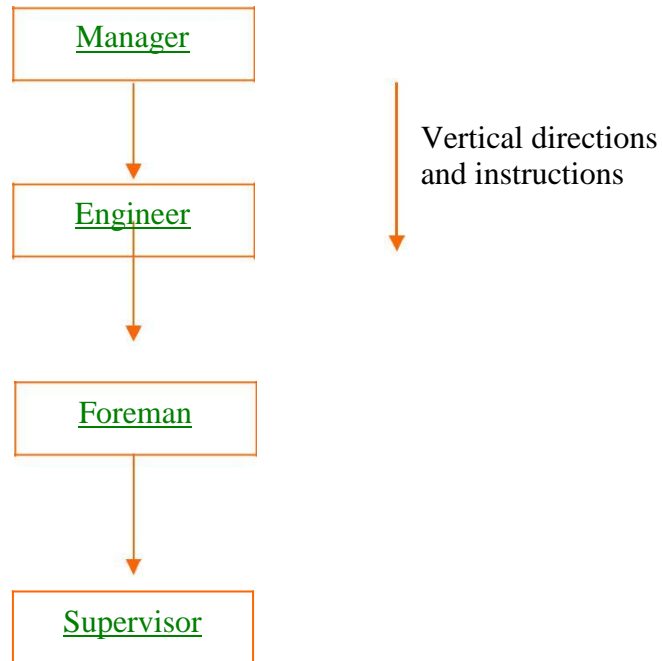 Manager
Vertical directions
and instructions
Engineer
Foreman
Supervisor